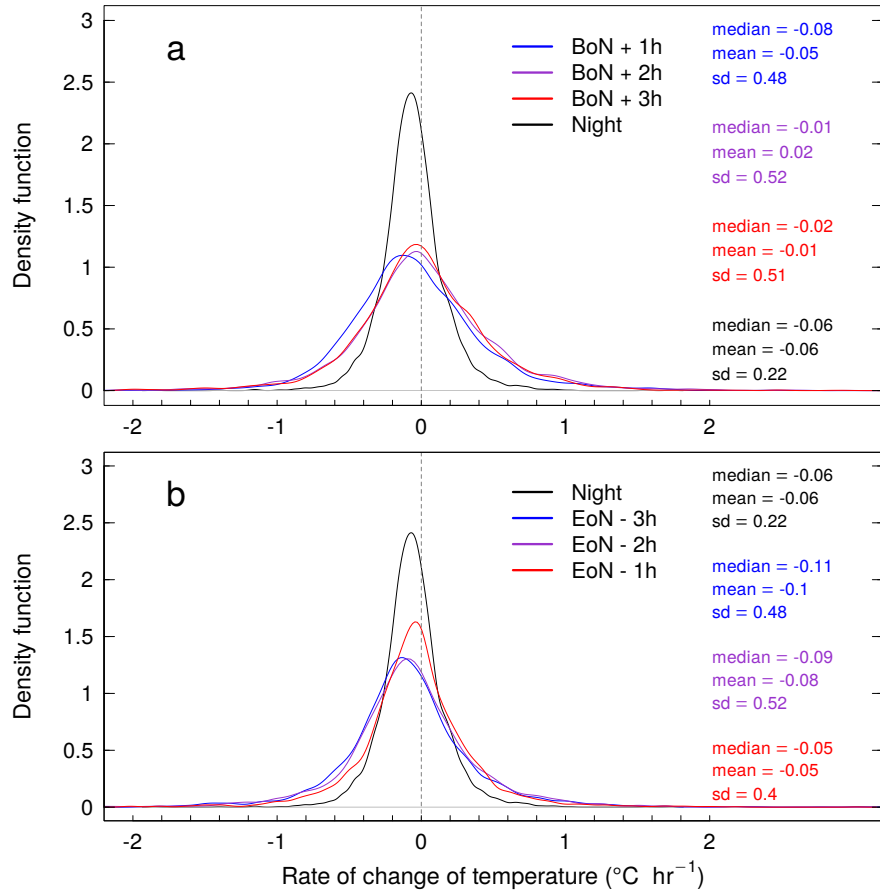 a
BoN + 1h
BoN + 2h
BoN + 3h
Night
median = -0.08
mean = -0.05
sd = 0.48
median = -0.01
mean = 0.02
sd = 0.52
median = -0.02
mean = -0.01
sd = 0.51
median = -0.06
mean = -0.06
sd = 0.22
Density function
3
2.5
2
1.5
1
0.5
0
-2 -1 0 1 2
b
Night
EoN - 3h
EoN - 2h
EoN - 1h
median = -0.06
mean = -0.06
sd = 0.22
median = -0.11
mean = -0.1
sd = 0.48
median = -0.09
mean = -0.08
sd = 0.52
median = -0.05
mean = -0.05
sd = 0.4
Density function
3
2.5
2
1.5
1
0.5
0
-2 -1 0 1 2
Rate of change of temperature (°C hr⁻¹)